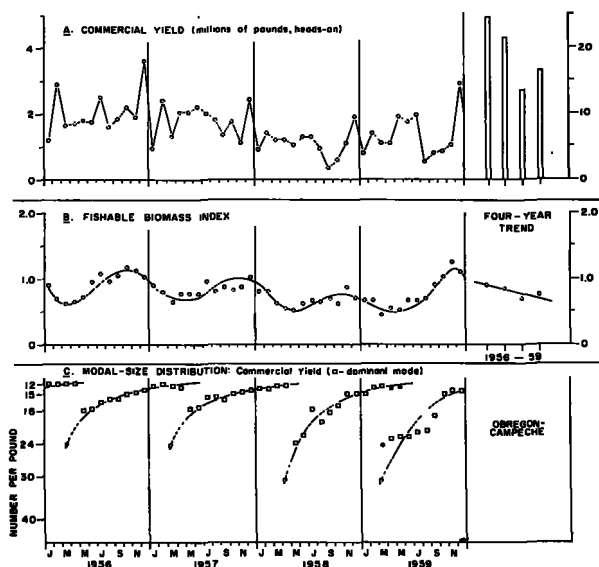 A. COMMERCIAL YIELD (millions of pounds, heads-on)
4
2
0
20
10
0
B. FISHABLE BIOMASS INDEX
FOUR-YEAR
TREND
2.0
1.0
0
2.0
1.0
0
1956-59
C. MODAL-SIZE DISTRIBUTION: Commercial Yield (α-dominant mode)
NUMBER PER POUND
12
15
18
24
30
40
OBREGON-
CAMPECHE
J M M J S N J M M J S N J M M J S N J M M J S N
1956 1957 1958 1959